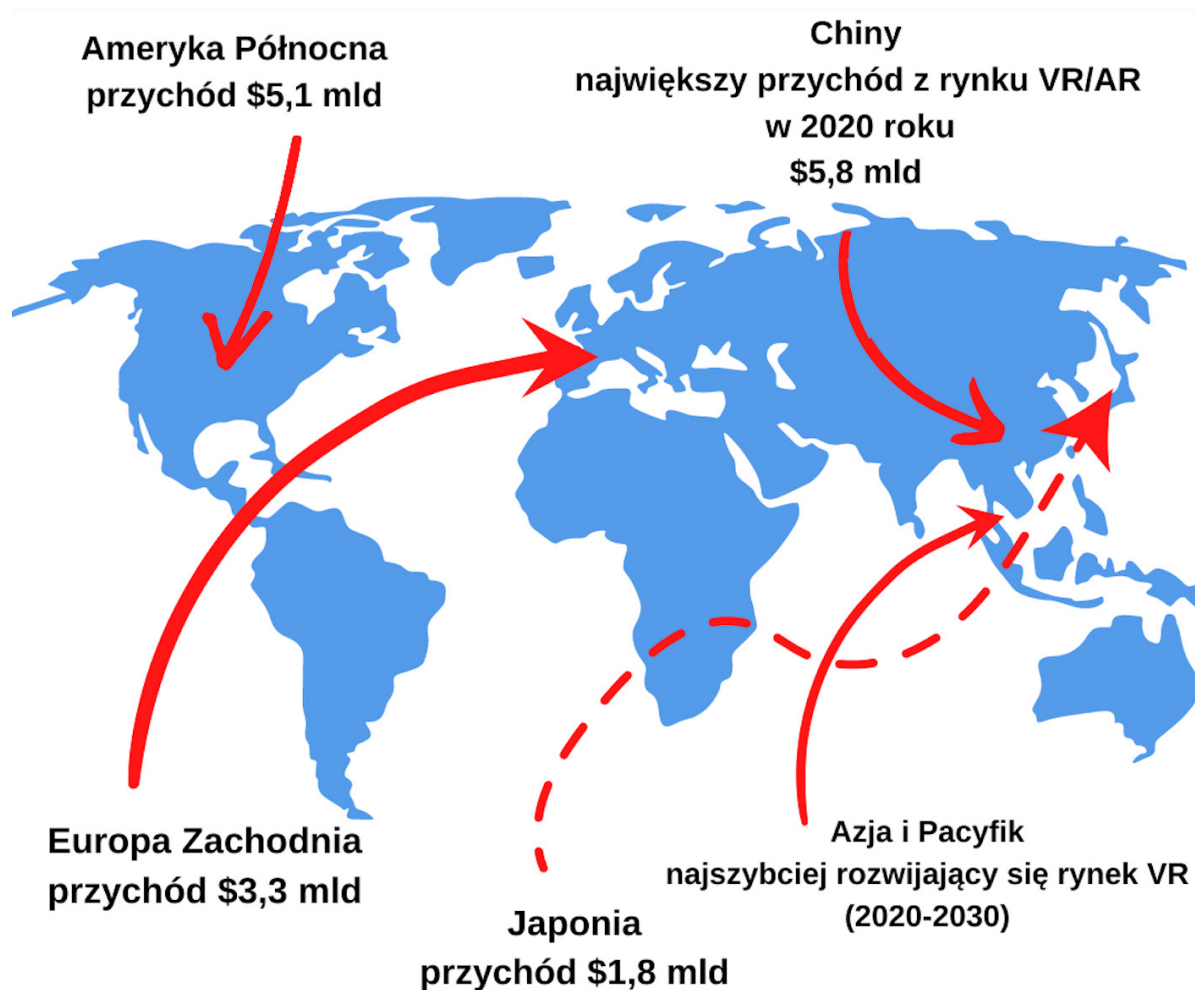 Ameryka Północna
przychód $5,1 mld
Chiny
największy przychód z rynku VR/AR
w 2020 roku
$5,8 mld
Europa Zachodnia
przychód $3,3 mld
Azja i Pacyfik
najszybciej rozwijający się rynek VR
(2020-2030)
Japonia
przychód $1,8 mld